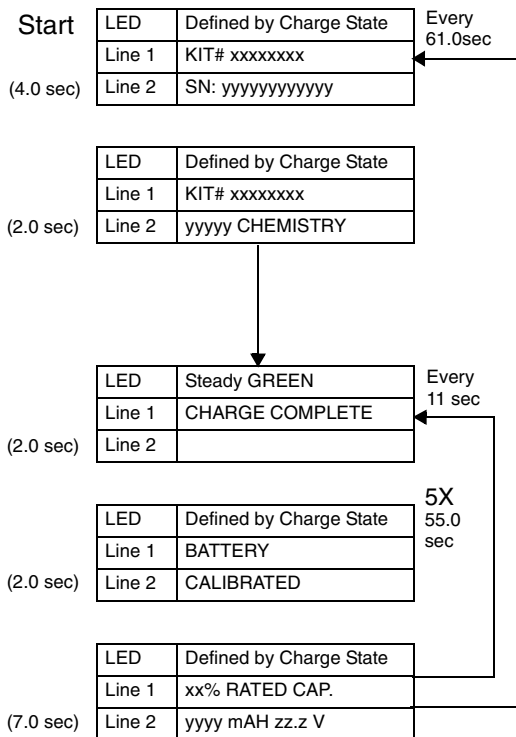 Start
LED Defined by Charge State
Every
61.0sec
Line 1 KIT# xxxxxxxx
(4.0 sec) Line 2 SN: yyyyyyyyyyyy
LED Defined by Charge State
Line 1 KIT# xxxxxxxx
(2.0 sec) Line 2 yyyyy CHEMISTRY
LED Steady GREEN
Every
11 sec
Line 1 CHARGE COMPLETE
(2.0 sec) Line 2
5X
55.0
sec
LED Defined by Charge State
Line 1 BATTERY
(2.0 sec) Line 2 CALIBRATED
LED Defined by Charge State
Line 1 xx% RATED CAP.
(7.0 sec) Line 2 yyyy mAH zz.z V